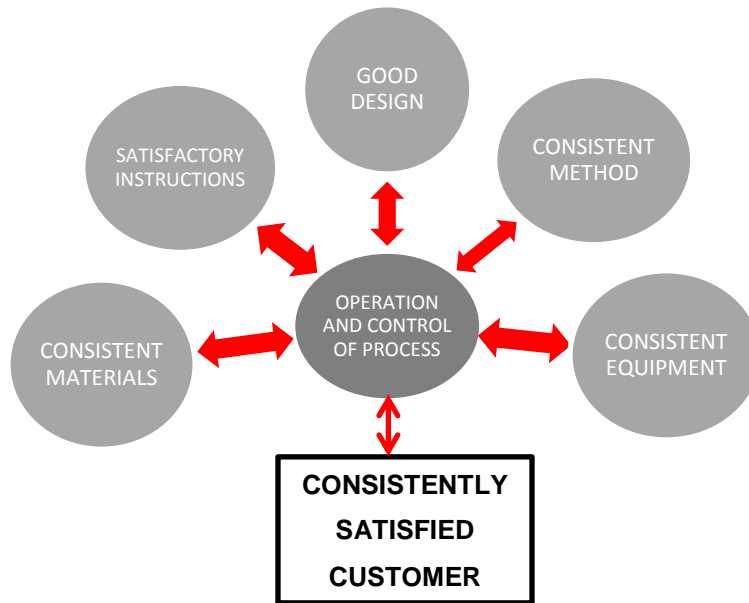 GOOD
DESIGN
SATISFACTORY
INSTRUCTIONS
CONSISTENT
METHOD
OPERATION
AND CONTROL
OF PROCESS
CONSISTENT
MATERIALS
CONSISTENT
EQUIPMENT
CONSISTENTLY
SATISFIED
CUSTOMER